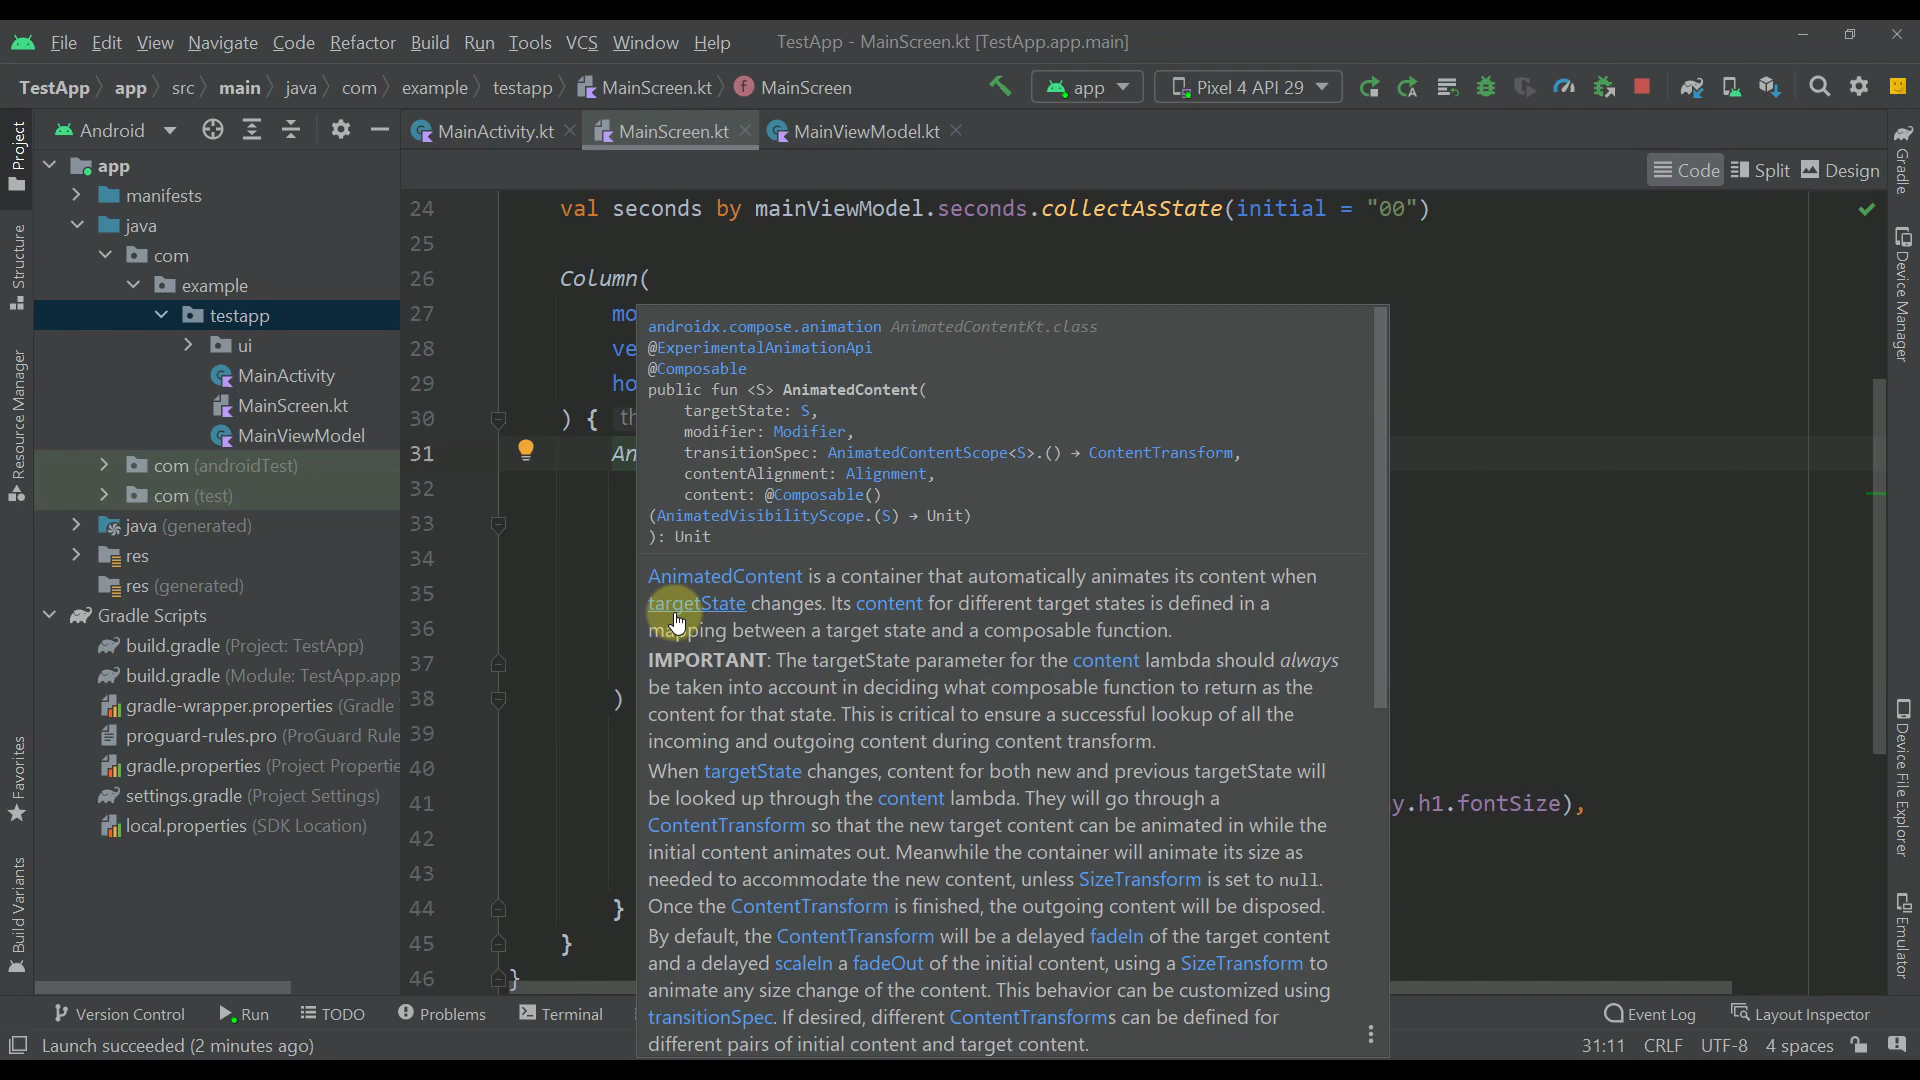 File Edit View Navigate Code Refactor Build Run Tools VCS Window Help TestApp - MainScreen.kt [TestApp.app.main]
TestApp app src main java com example testapp MainScreen.kt MainScreen app Pixel 4 API 29
Project
Structure
Resource Manager
Favorites
Build Variants
Android
app
manifests
java
com
example
testapp
ui
MainActivity
MainScreen.kt
MainViewModel
com (androidTest)
com (test)
java (generated)
res
res (generated)
Gradle Scripts
build.gradle (Project: TestApp)
build.gradle (Module: TestApp.app
gradle-wrapper.properties (Gradle
proguard-rules.pro (ProGuard Rule
gradle.properties (Project Propertie
settings.gradle (Project Settings)
local.properties (SDK Location)
MainActivity.kt MainScreen.kt MainViewModel.kt
Code Split Design
24 val seconds by mainViewModel.seconds.collectAsState(initial = "00")
25
26 Column(
27 mo
28 ve
29 ho
30 ) { th
31 An
32
33
34
35
36
37
38 )
39
40
41 y.h1.fontSize),
42
43
44 }
45 }
46 }
androidx.compose.animation AnimatedContentKt.class
@ExperimentalAnimationApi
@Composable
public fun <S> AnimatedContent(
targetState: S,
modifier: Modifier,
transitionSpec: AnimatedContentScope<S>.() → ContentTransform,
contentAlignment: Alignment,
content: @Composable()
(AnimatedVisibilityScope.(S) → Unit)
): Unit
AnimatedContent is a container that automatically animates its content when
targetState changes. Its content for different target states is defined in a
mapping between a target state and a composable function.
IMPORTANT: The targetState parameter for the content lambda should always
be taken into account in deciding what composable function to return as the
content for that state. This is critical to ensure a successful lookup of all the
incoming and outgoing content during content transform.
When targetState changes, content for both new and previous targetState will
be looked up through the content lambda. They will go through a
ContentTransform so that the new target content can be animated in while the
initial content animates out. Meanwhile the container will animate its size as
needed to accommodate the new content, unless SizeTransform is set to null.
Once the ContentTransform is finished, the outgoing content will be disposed.
By default, the ContentTransform will be a delayed fadeIn of the target content
and a delayed scaleIn a fadeOut of the initial content, using a SizeTransform to
animate any size change of the content. This behavior can be customized using
transitionSpec. If desired, different ContentTransforms can be defined for
different pairs of initial content and target content.
Gradle
Device Manager
Device File Explorer
Emulator
Version Control Run TODO Problems Terminal Event Log Layout Inspector
Launch succeeded (2 minutes ago) 31:11 CRLF UTF-8 4 spaces